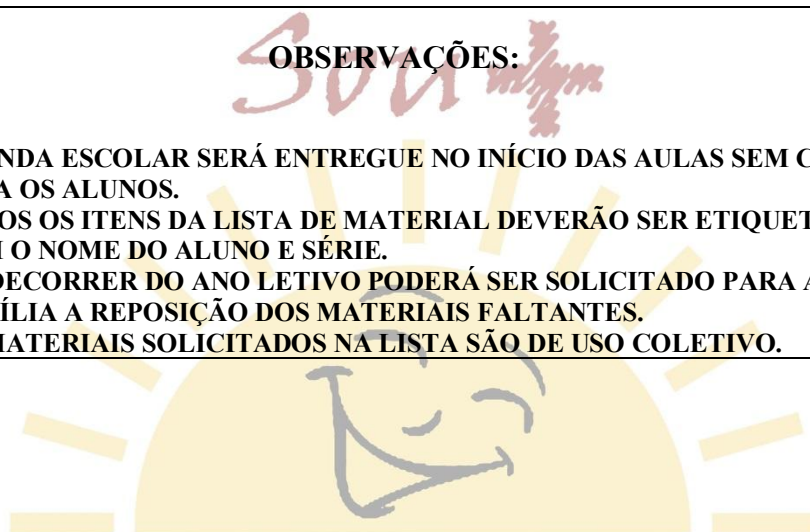 Sou+
OBSERVAÇÕES:
NDA ESCOLAR SERÁ ENTREGUE NO INÍCIO DAS AULAS SEM C
A OS ALUNOS.
OS OS ITENS DA LISTA DE MATERIAL DEVERÃO SER ETIQUET
M O NOME DO ALUNO E SÉRIE.
DECORRER DO ANO LETIVO PODERÁ SER SOLICITADO PARA A
ÍLIA A REPOSIÇÃO DOS MATERIAIS FALTANTES.
MATERIAIS SOLICITADOS NA LISTA SÃO DE USO COLETIVO.